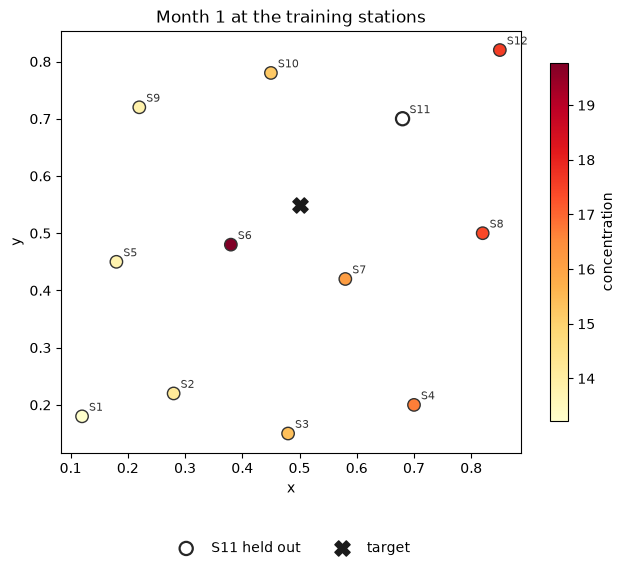 Month 1 at the training stations
S12
S10
S9
S11
S8
S6
S5
S7
S2
S4
S1
S3
0.8
0.7
0.6
0.5
0.4
0.3
0.2
y
0.1 0.2 0.3 0.4 0.5 0.6 0.7 0.8
x
19
18
17
16
15
14
concentration
S11 held out target